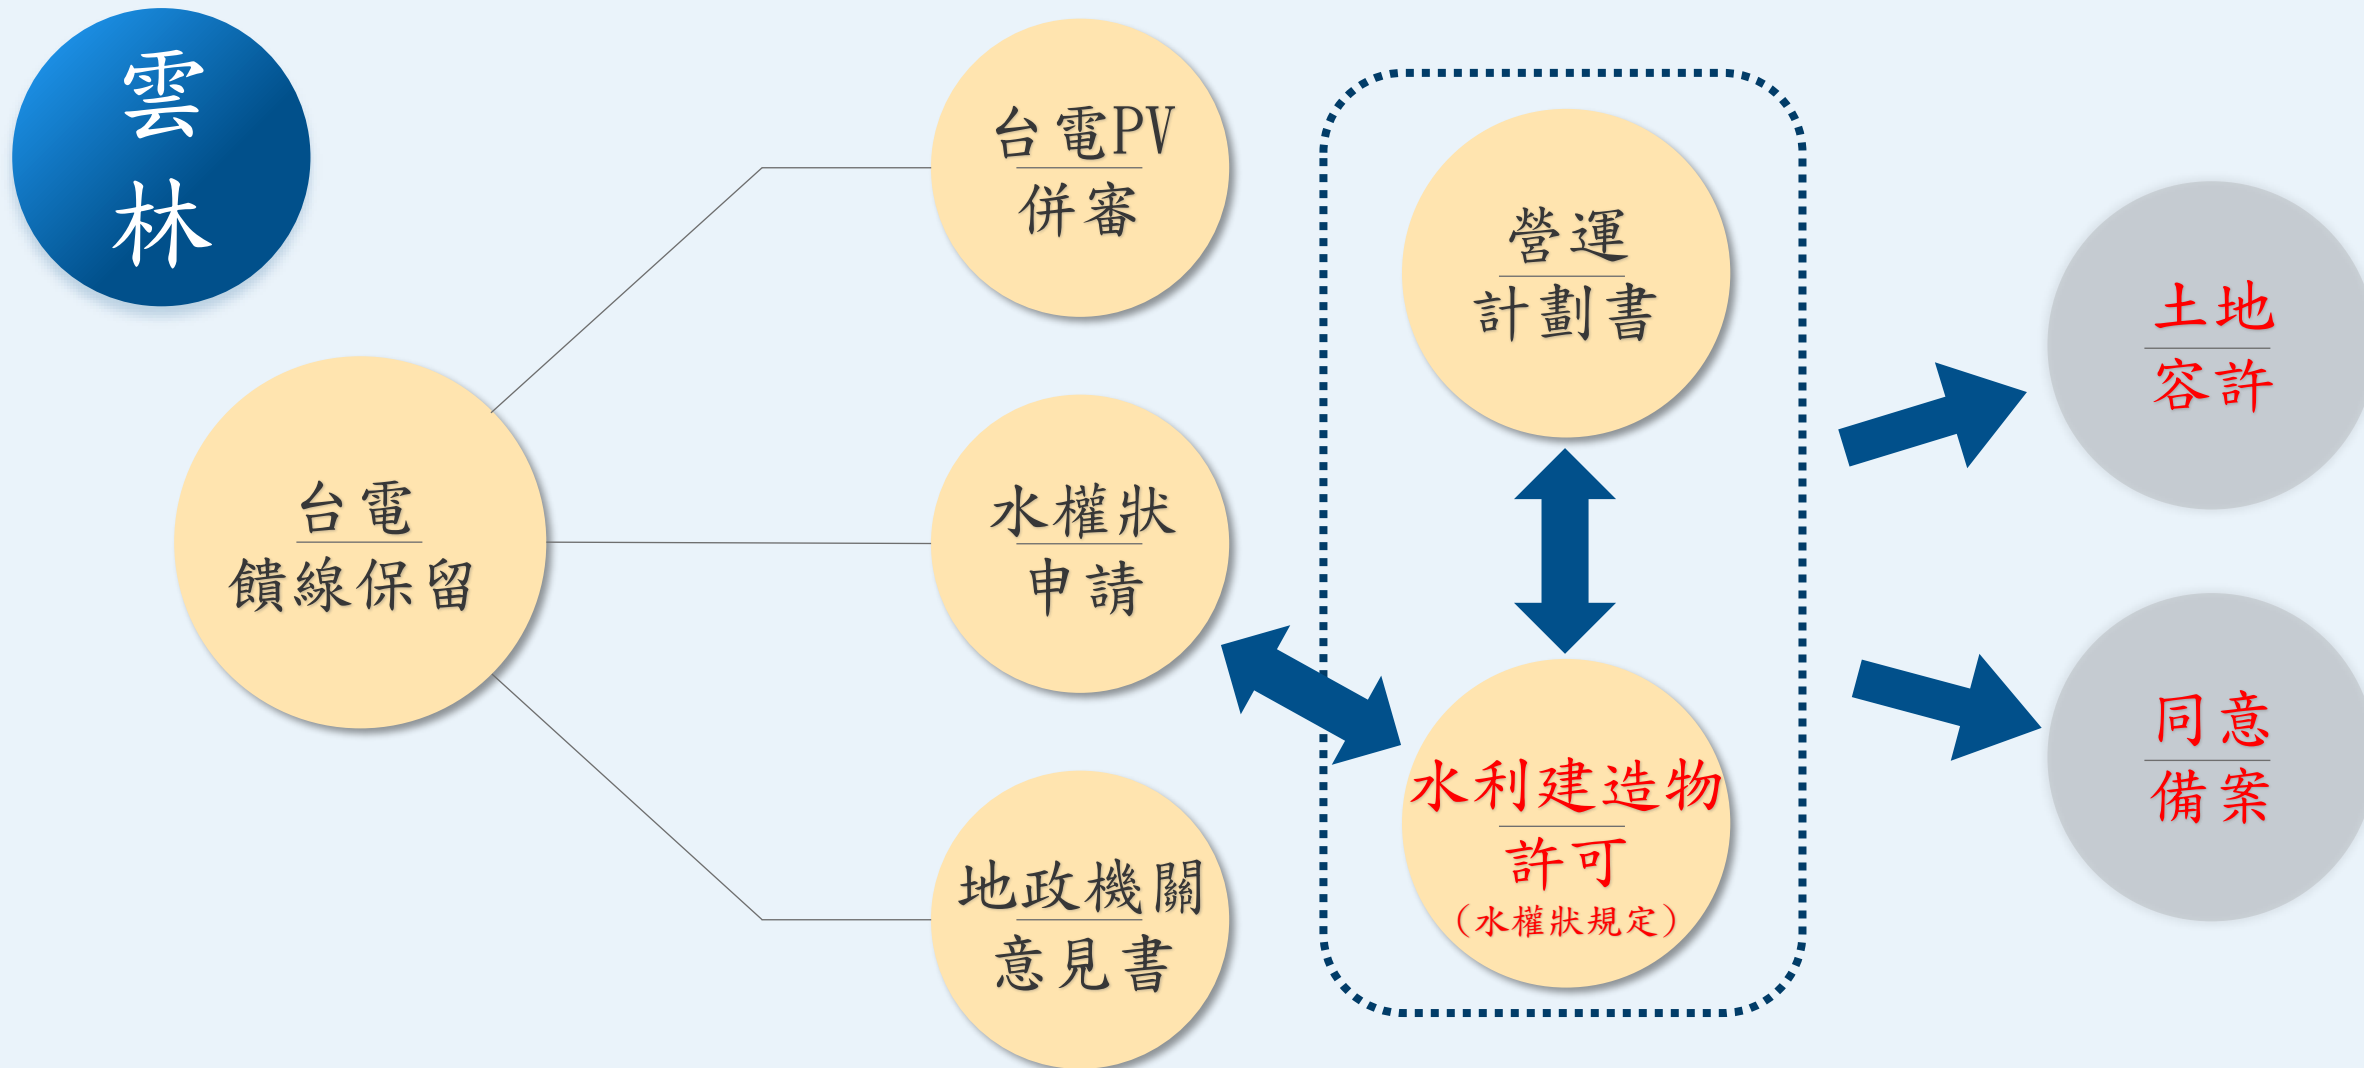 雲
林
台電
饋線保留
台電PV
併審
水權狀
申請
地政機關
意見書
營運
計劃書
水利建造物
許可
(水權狀規定)
土地
容許
同意
備案